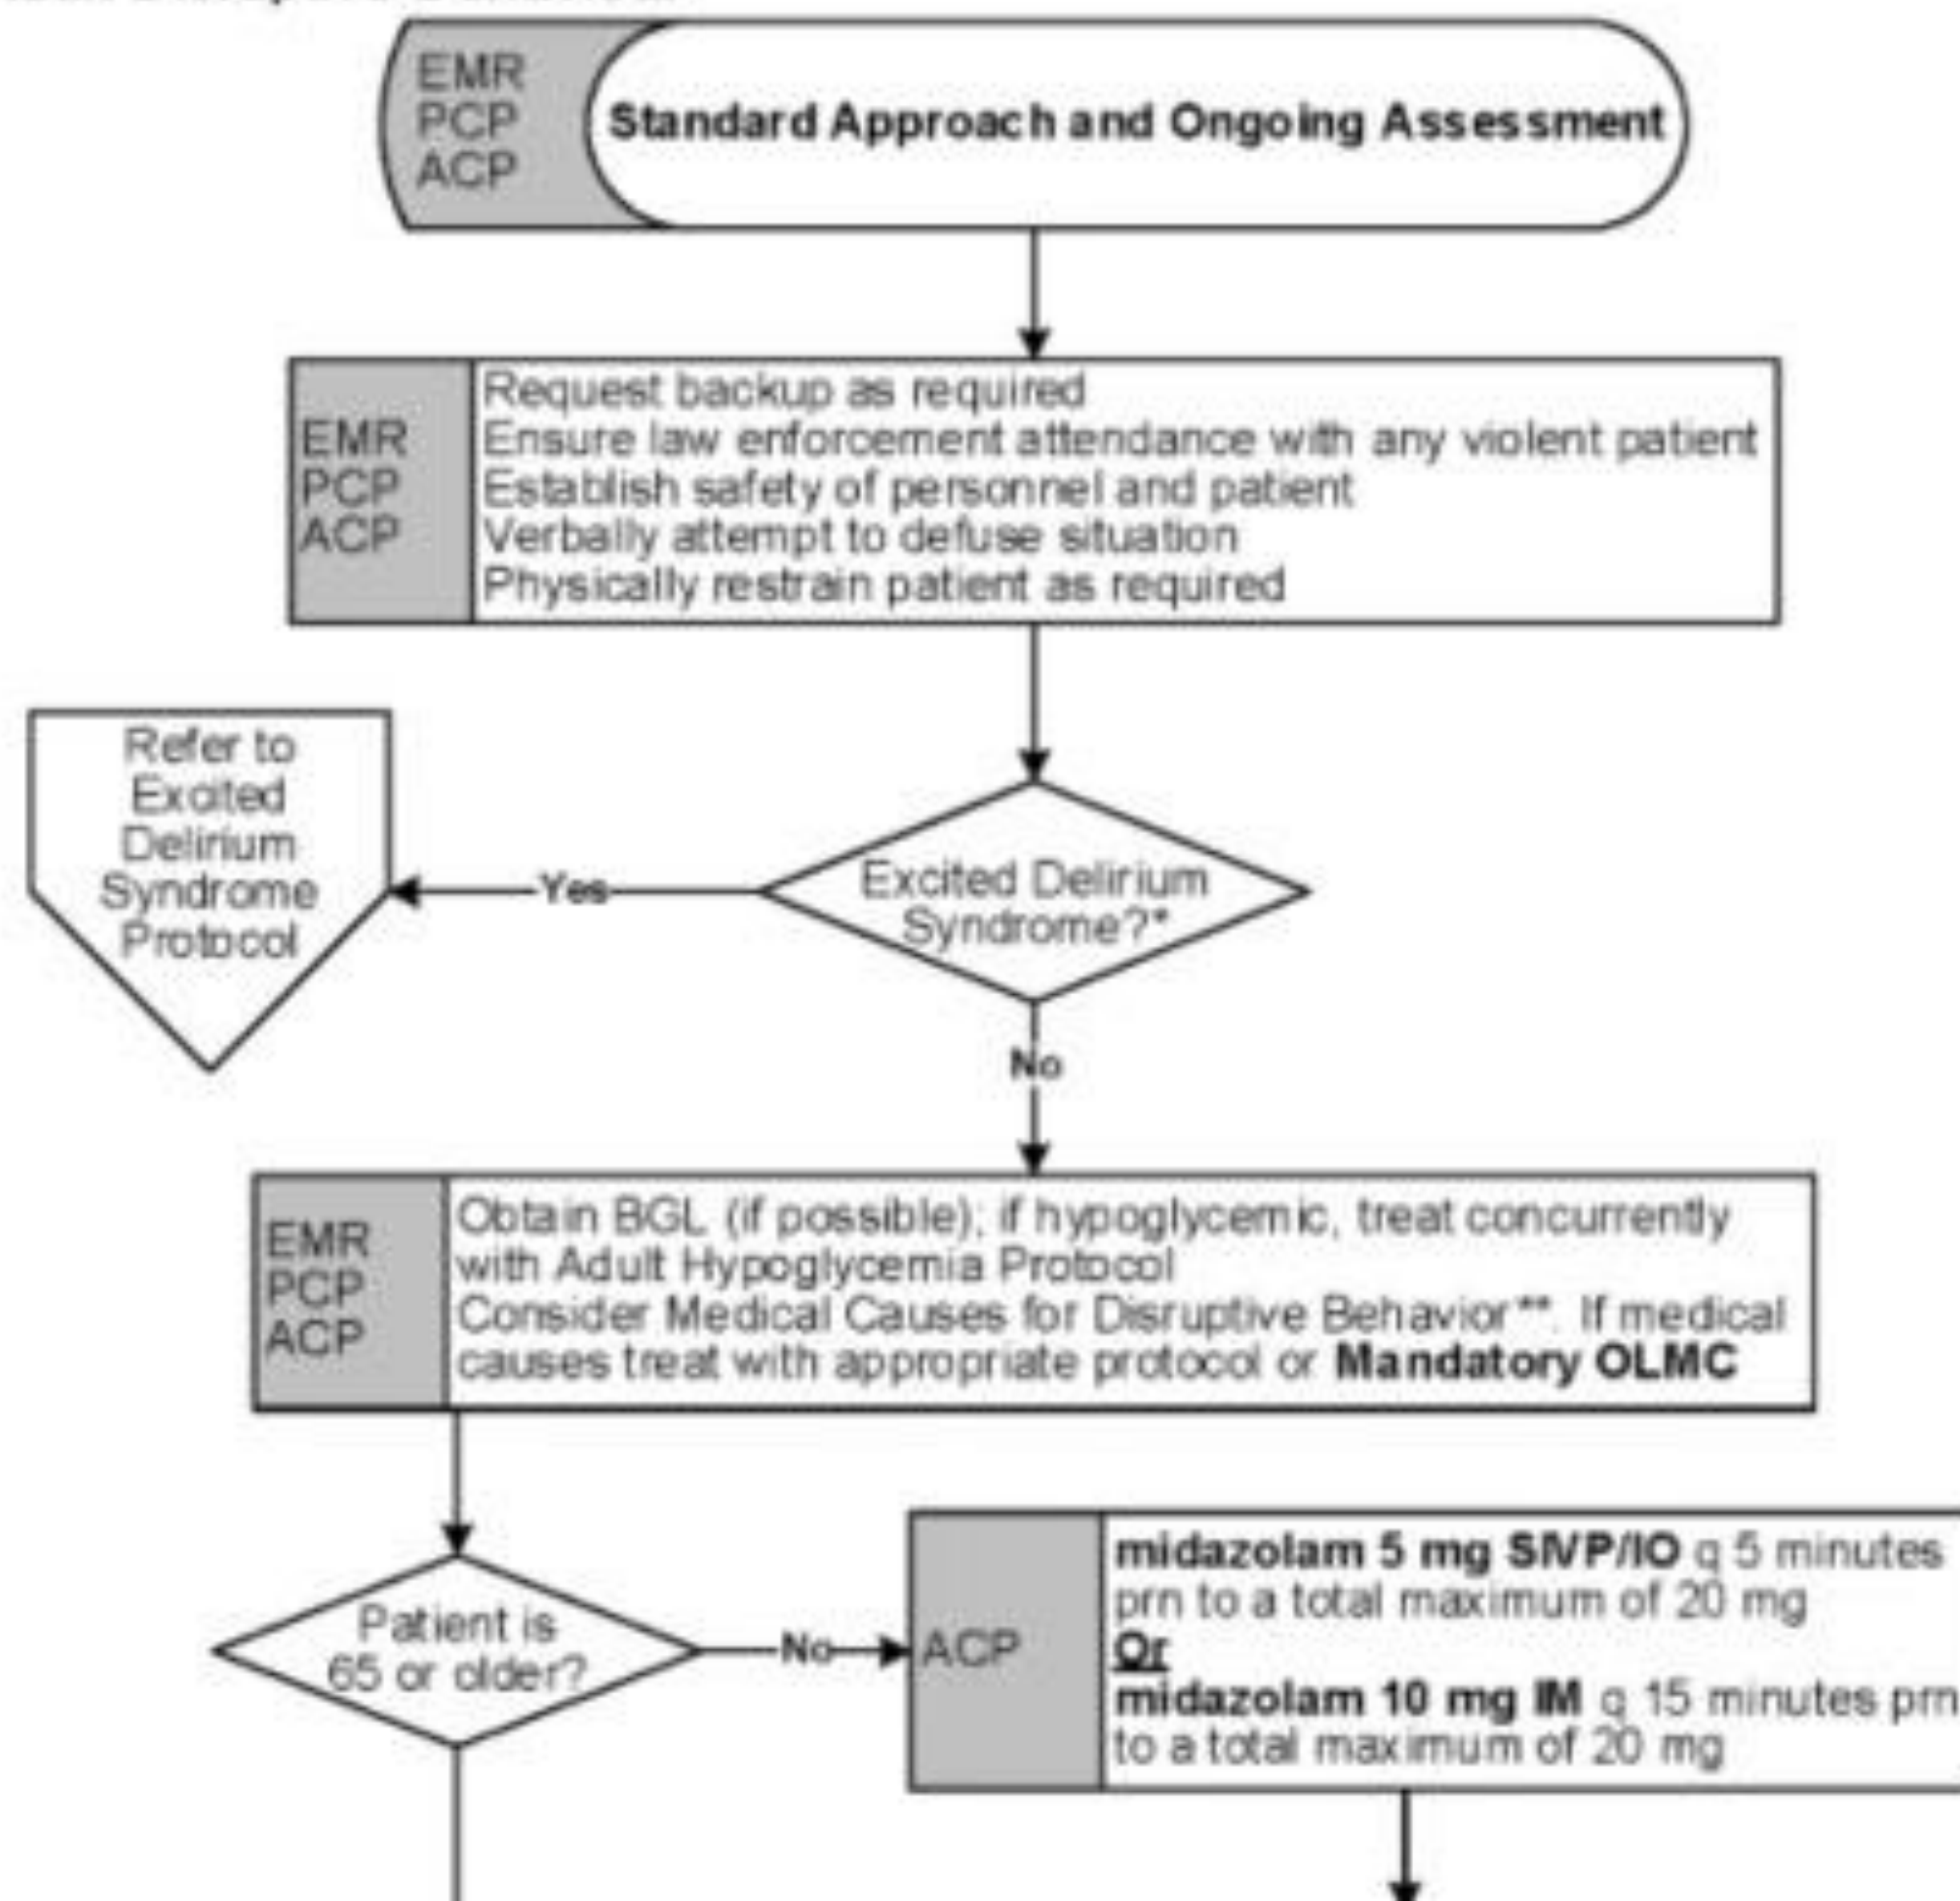 EMR
PCP
ACP
Standard Approach and Ongoing Assessment
EMR
PCP
ACP
Request backup as required
Ensure law enforcement attendance with any violent patient
Establish safety of personnel and patient
Verbally attempt to defuse situation
Physically restrain patient as required
Refer to
Excited
Delirium
Syndrome
Protocol
Yes
Excited Delirium
Syndrome?*
No
EMR
PCP
ACP
Obtain BGL (if possible); if hypoglycemic, treat concurrently
with Adult Hypoglycemia Protocol
Consider Medical Causes for Disruptive Behavior**. If medical
causes treat with appropriate protocol or Mandatory OLMC
Patient is
65 or older?
No
ACP
midazolam 5 mg SIVP/IO q 5 minutes
prn to a total maximum of 20 mg
Or
midazolam 10 mg IM q 15 minutes prn
to a total maximum of 20 mg